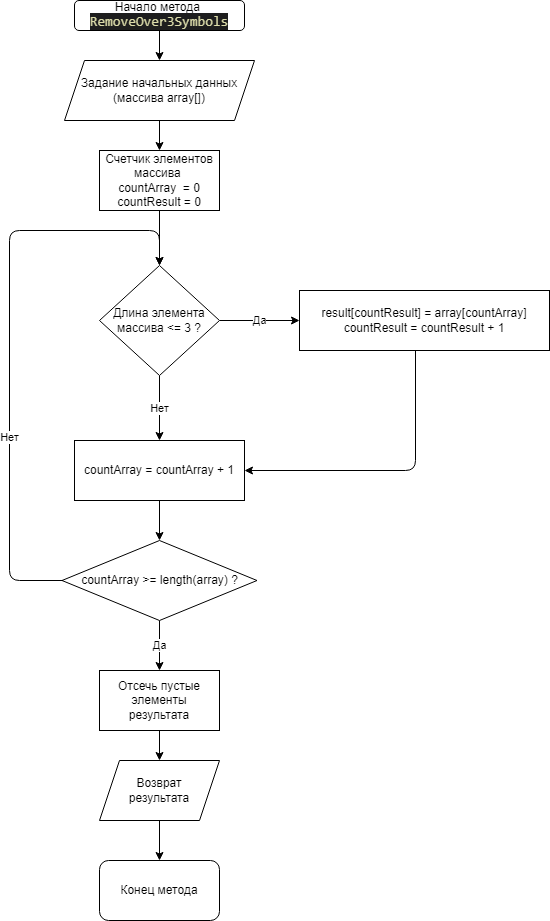 Начало метода
RemoveOver3Symbols
Задание начальных данных
(массива array[])
Счетчик элементов
массива
countArray = 0
countResult = 0
Длина элемента
массива <= 3 ?
Да
result[countResult] = array[countArray]
countResult = countResult + 1
Нет
Нет
countArray = countArray + 1
countArray >= length(array) ?
Да
Отсечь пустые
элементы
результата
Возврат
результата
Конец метода